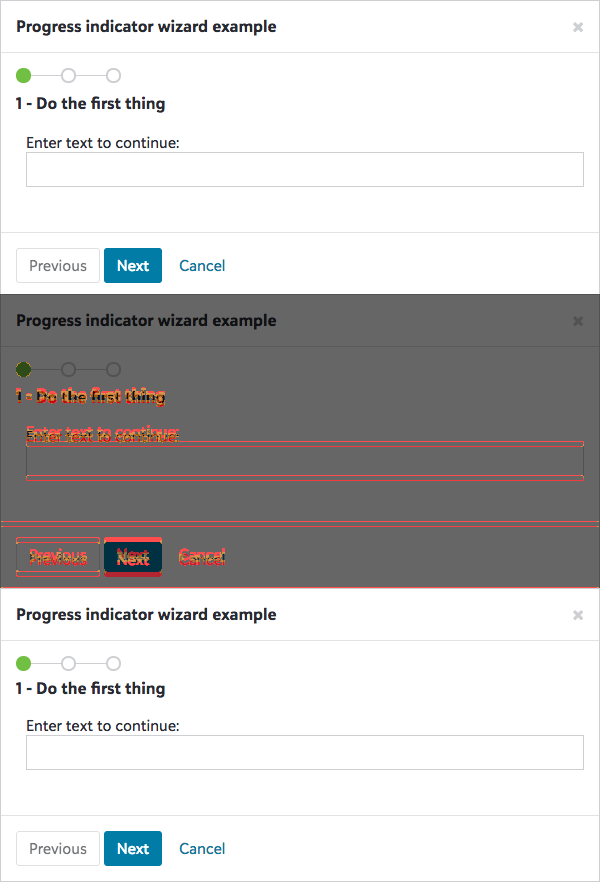 Progress indicator wizard example ×
1 - Do the first thing
Enter text to continue:
Previous Next Cancel
Progress indicator wizard example ×
1 - Do the first thing
Enter text to continue:
Previous Next Cancel
Progress indicator wizard example ×
1 - Do the first thing
Enter text to continue:
Previous Next Cancel